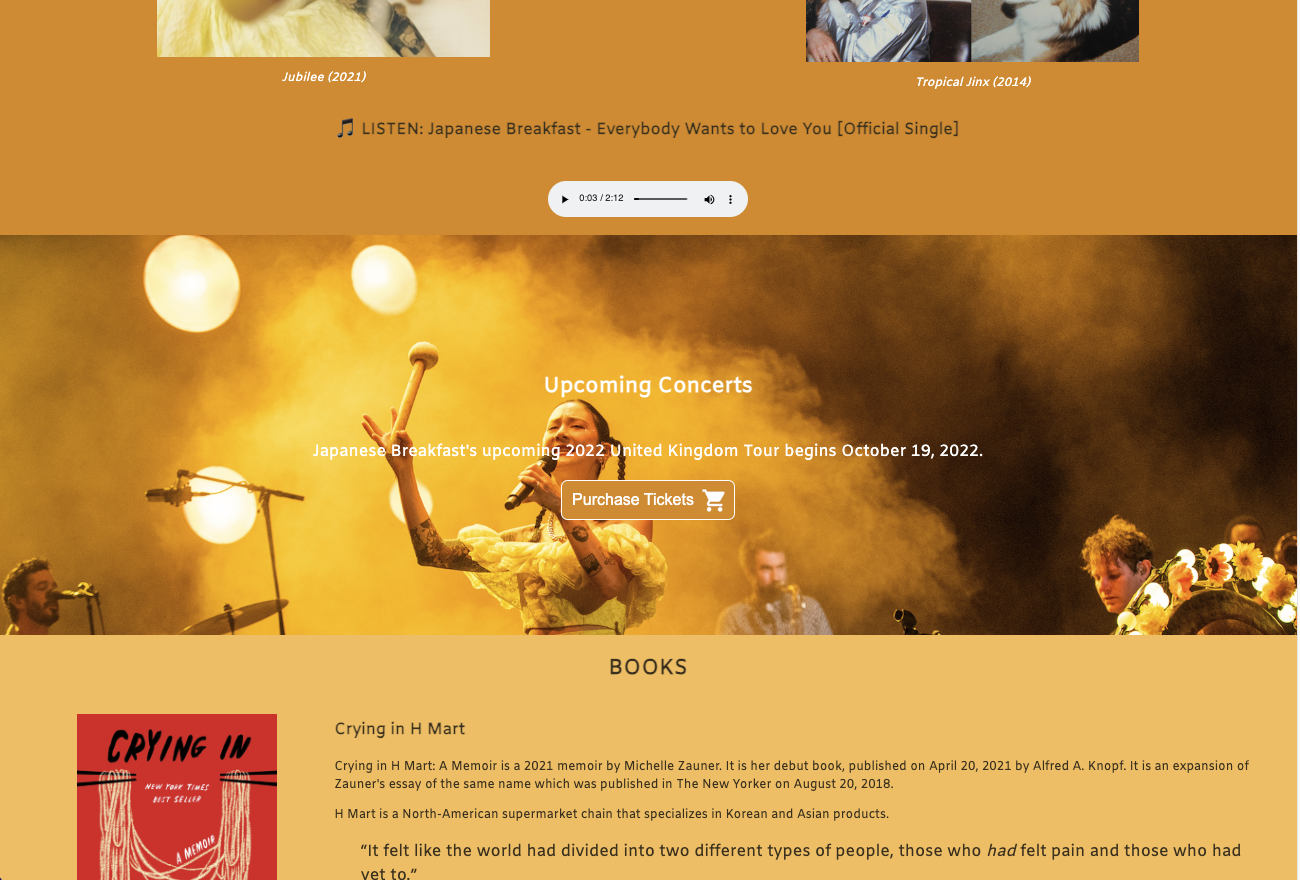 Jubilee (2021)
Tropical Jinx (2014)
🎵 LISTEN: Japanese Breakfast - Everybody Wants to Love You [Official Single]
0:03 / 2:12
Upcoming Concerts
Japanese Breakfast's upcoming 2022 United Kingdom Tour begins October 19, 2022.
Purchase Tickets
BOOKS
CRYING IN
NEW YORK TIMES
BEST SELLER
A MEMOIR
Crying in H Mart
Crying in H Mart: A Memoir is a 2021 memoir by Michelle Zauner. It is her debut book, published on April 20, 2021 by Alfred A. Knopf. It is an expansion of
Zauner's essay of the same name which was published in The New Yorker on August 20, 2018.
H Mart is a North-American supermarket chain that specializes in Korean and Asian products.
“It felt like the world had divided into two different types of people, those who had felt pain and those who had
yet to.”